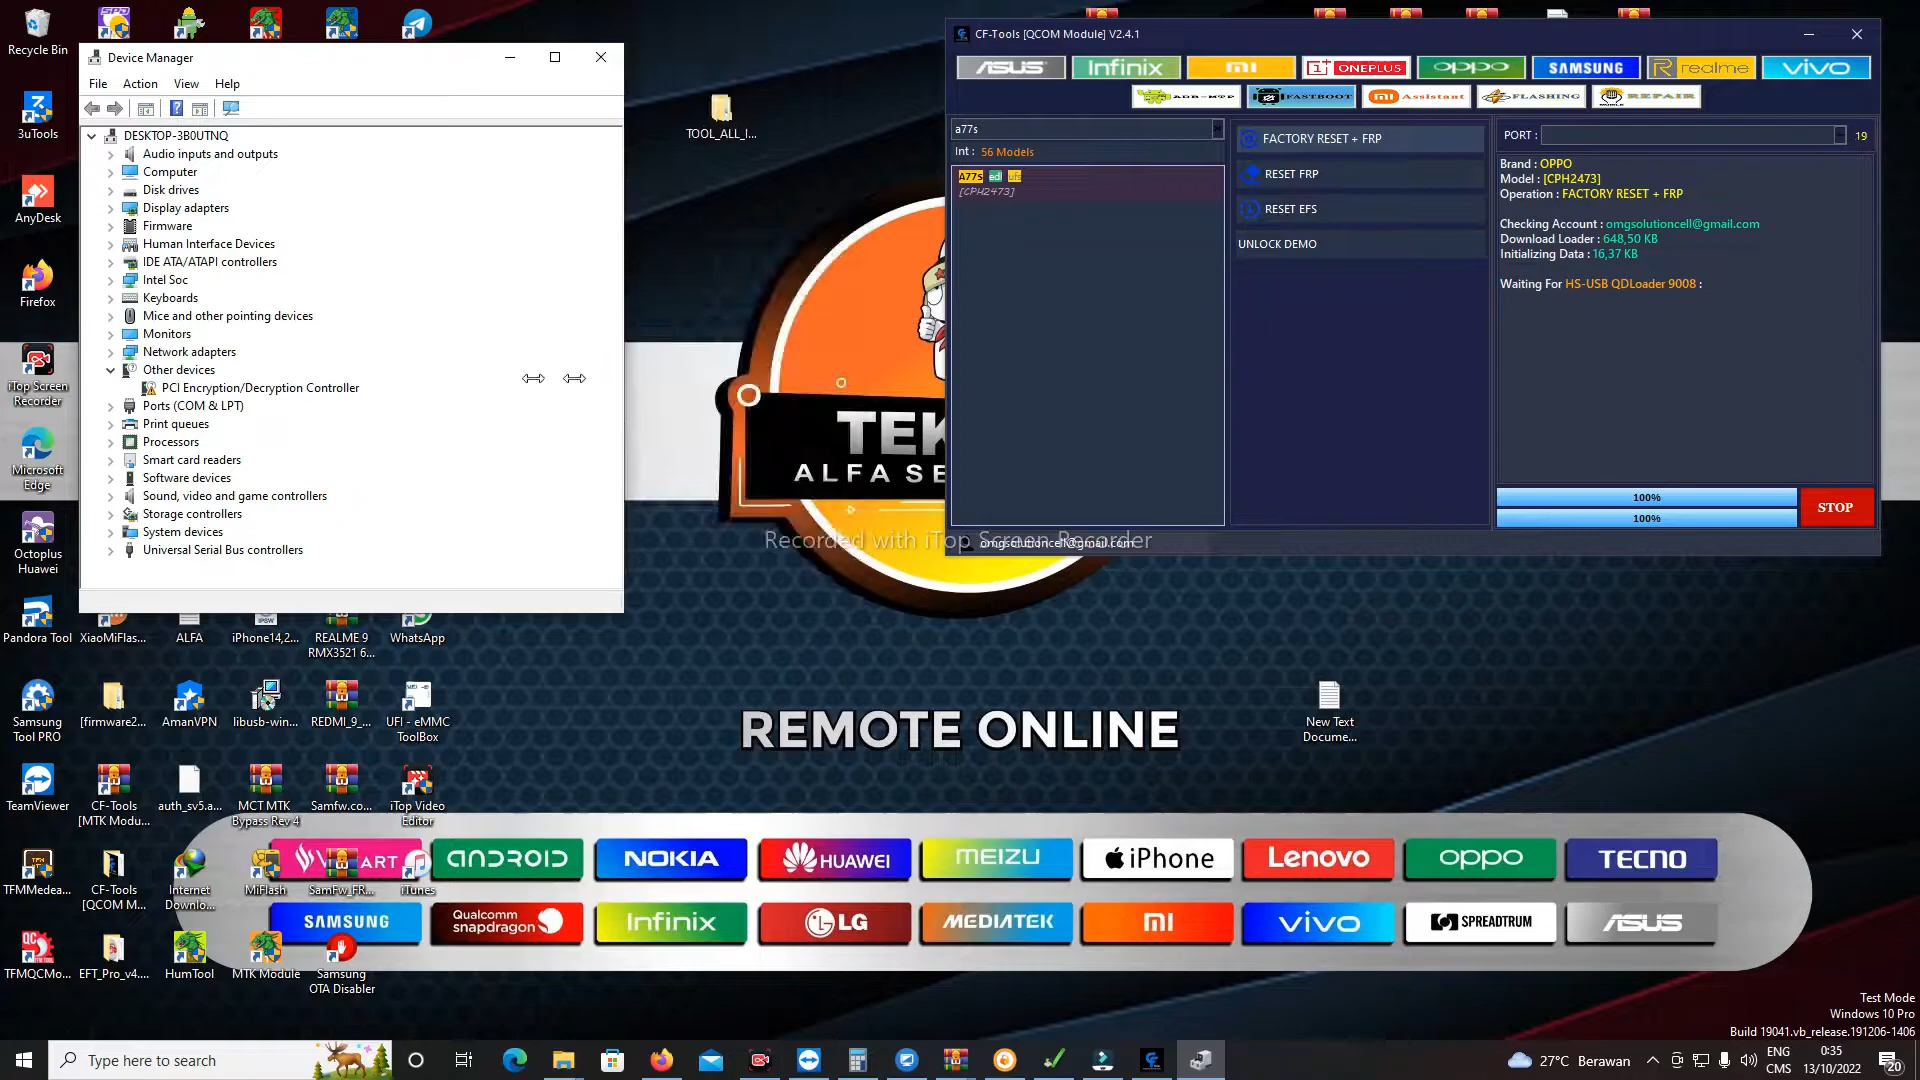 Recycle Bin
3uTools
AnyDesk
Firefox
iTop Screen
Recorder
Microsoft
Edge
Octoplus
Huawei
Pandora Tool
XiaoMiFlas...
ALFA
iPhone14,2...
REALME 9
RMX3521 6...
WhatsApp
Samsung
Tool PRO
[firmware2...
AmanVPN
libusb-win...
REDMI_9_...
UFI - eMMC
ToolBox
TeamViewer
CF-Tools
[MTK Modu...
auth_sv5.a...
MCT MTK
Bypass Rev 4
Samfw.co...
iTop Video
Editor
TFMMedea...
CF-Tools
[QCOM M...
Internet
Downlo...
MiFlash
SamFw_FR...
iTunes
TFMQCMo...
EFT_Pro_v4....
HumTool
MTK Module
Samsung
OTA Disabler
TOOL_ALL_I...
New Text
Docume...
Device Manager
File Action View Help
DESKTOP-3B0UTNQ
Audio inputs and outputs
Computer
Disk drives
Display adapters
Firmware
Human Interface Devices
IDE ATA/ATAPI controllers
Intel Soc
Keyboards
Mice and other pointing devices
Monitors
Network adapters
Other devices
PCI Encryption/Decryption Controller
Ports (COM & LPT)
Print queues
Processors
Smart card readers
Software devices
Sound, video and game controllers
Storage controllers
System devices
Universal Serial Bus controllers
CF-Tools [QCOM Module] V2.4.1
ASUS Infinix MI ONEPLUS oppo SAMSUNG realme vivo
ADB-MTP FASTBOOT Assistant FLASHING REPAIR
a77s
Int : 56 Models
A77s edl ufs
[CPH2473]
FACTORY RESET + FRP
RESET FRP
RESET EFS
UNLOCK DEMO
PORT : 19
Brand : OPPO
Model : [CPH2473]
Operation : FACTORY RESET + FRP
Checking Account : omgsolutioncell@gmail.com
Download Loader : 648,50 KB
Initializing Data : 16,37 KB
Waiting For HS-USB QDLoader 9008 :
100%
100%
STOP
omgsolutioncell@gmail.com
Recorded with iTop Screen Recorder
TEK
ALFA SE
REMOTE ONLINE
ART ANDROID NOKIA HUAWEI MEIZU iPhone Lenovo oppo TECNO
SAMSUNG Qualcomm snapdragon Infinix LG MEDIATEK MI vivo SPREADTRUM ASUS
Test Mode
Windows 10 Pro
Build 19041.vb_release.191206-1406
Type here to search
27°C Berawan
ENG
CMS
0:35
13/10/2022
20